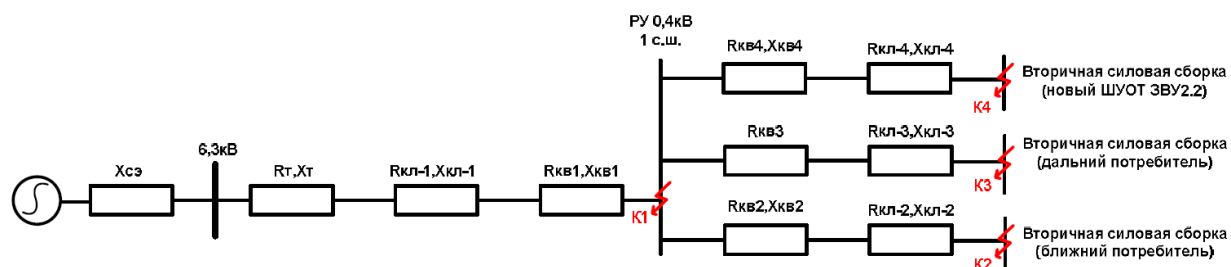 РУ 0,4кВ
1 с.ш.
Rкв4,Xкв4
Rкл-4,Xкл-4
Вторичная силовая сборка
(новый ШУОТ ЗВУ2.2)
К4
6,3кВ
Rкв3
Rкл-3,Xкл-3
Вторичная силовая сборка
(дальний потребитель)
К3
Xсэ
Rт,Xт
Rкл-1,Xкл-1
Rкв1,Xкв1
К1
Rкв2,Xкв2
Rкл-2,Xкл-2
Вторичная силовая сборка
(ближний потребитель)
К2